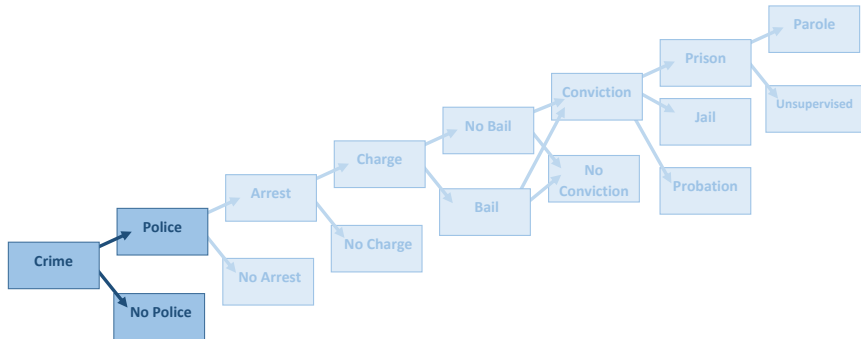 Parole
Prison
Unsupervised
Conviction
Jail
No Bail
Charge
No
Conviction
Probation
Arrest
Bail
Police
No Charge
Crime
No Arrest
No Police